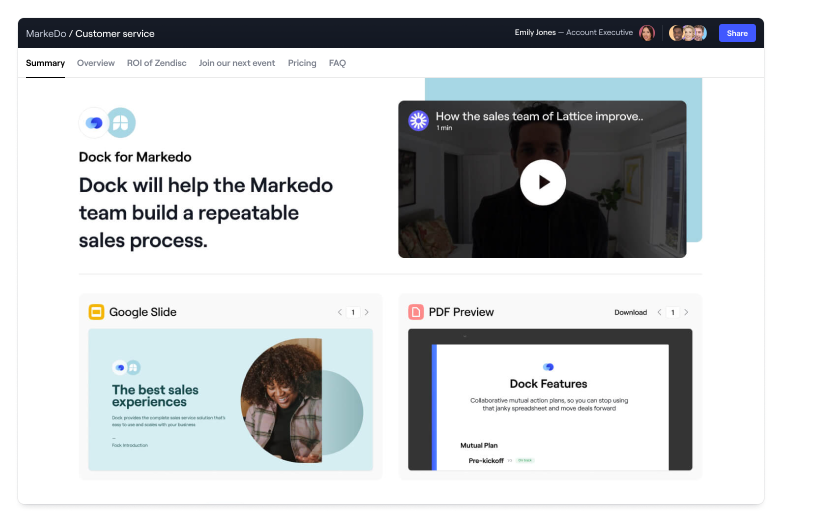 MarkeDo / Customer service
Emily Jones — Account Executive
Share
Summary
Overview
ROI of Zendisc
Join our next event
Pricing
FAQ
Dock for Markedo
Dock will help the Markedo
team build a repeatable
sales process.
How the sales team of Lattice improve..
1 min
Google Slide
1
The best sales
experiences
Dock provides the complete sales service solution that's
easy to use and scales with your business
—
PDF Preview
Download
1
Dock Features
Collaborative mutual action plans, so you can stop using
that janky spreadsheet and move deals forward
Mutual Plan
Pre-kickoff